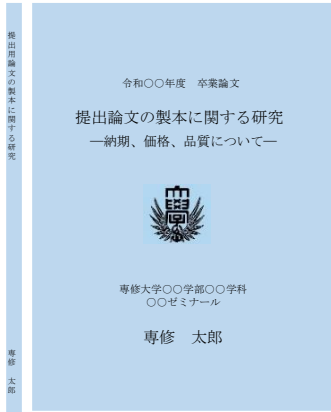 提出用論文の製本に関する研究
専修 太郎
令和○○年度 卒業論文
提出論文の製本に関する研究
―納期、価格、品質について―
大學
専修大学○○学部○○学科
○○ゼミナール
専修 太郎